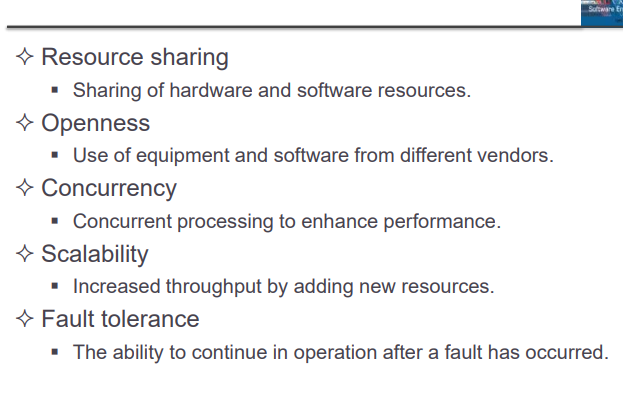 Software En
Resource sharing
Sharing of hardware and software resources.
Openness
Use of equipment and software from different vendors.
Concurrency
Concurrent processing to enhance performance.
Scalability
Increased throughput by adding new resources.
Fault tolerance
The ability to continue in operation after a fault has occurred.